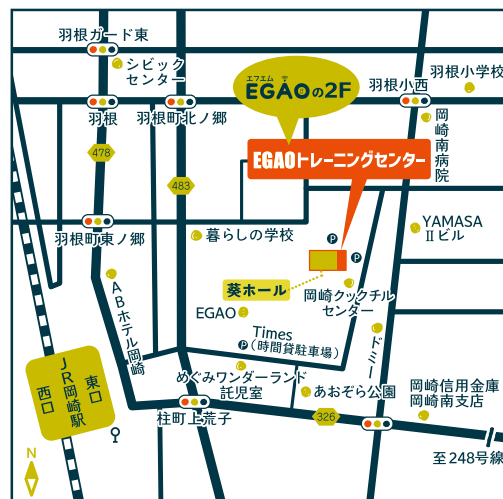 羽根ガード東
シビック
センター
エフエム
デ
EGAOの2F
羽根小学校
羽根小西
羽根
羽根町北ノ郷
岡崎南病院
478
EGAOトレーニングセンター
483
YAMASA
Ⅱビル
羽根町東ノ郷
暮らしの学校
P
P
葵ホール
岡崎クックチル
センター
ABホテル岡崎
EGAO
Times
P(時間貸駐車場)
ドミー
めぐみワンダーランド
託児室
あおぞら公園
岡崎信用金庫
岡崎南支店
東口
JR岡崎駅
西口
柱町上荒子
326
至248号線
N